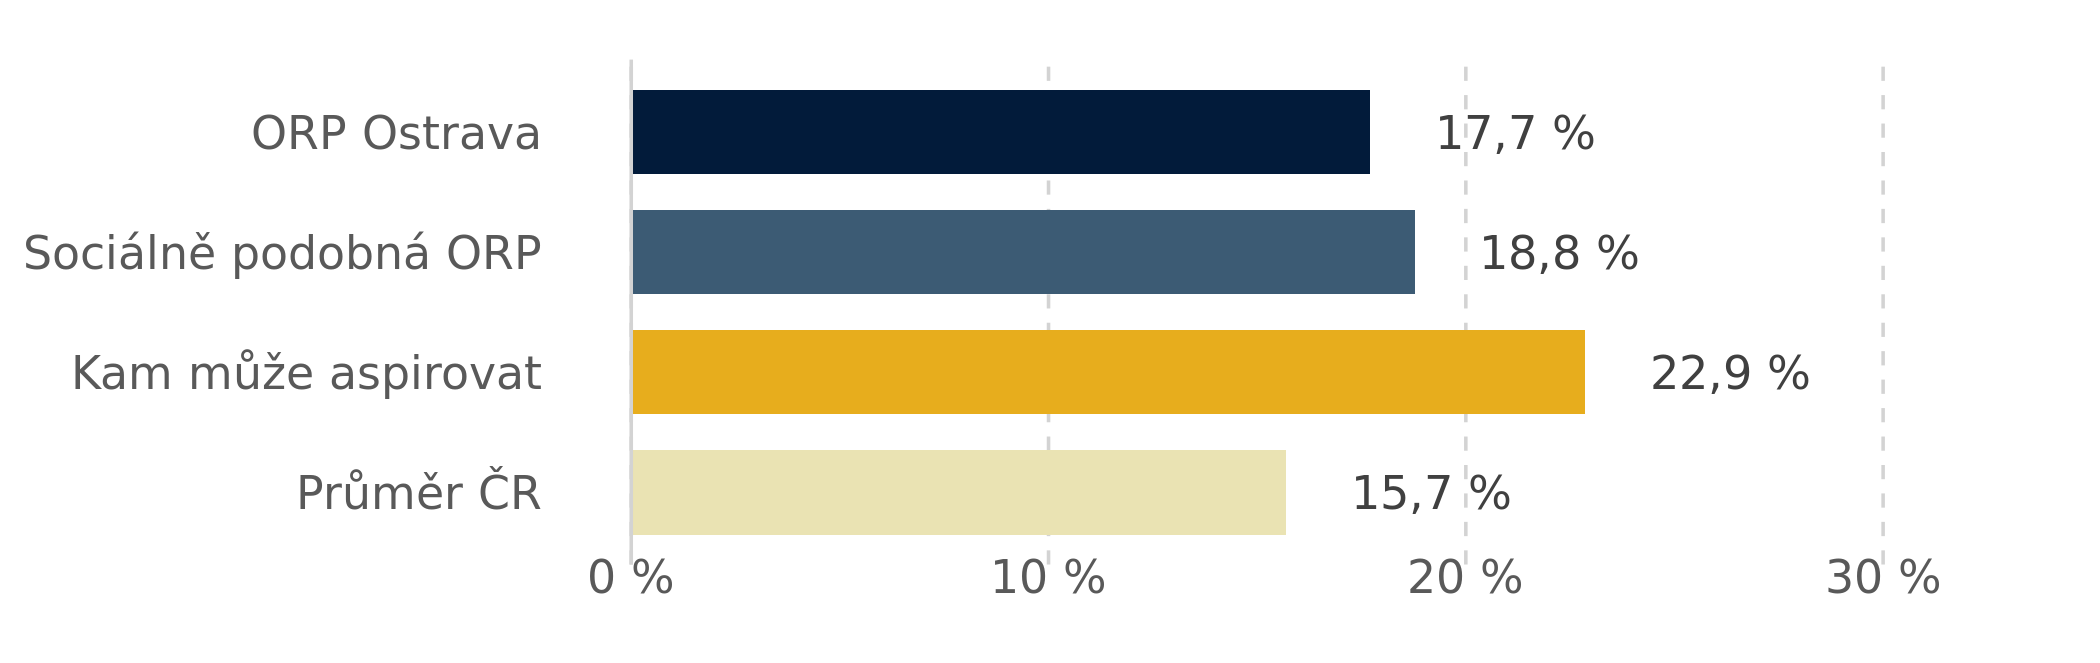 ORP Ostrava 17,7 %
Sociálně podobná ORP 18,8 %
Kam může aspirovat 22,9 %
Průměr ČR 15,7 %
0 % 10 % 20 % 30 %